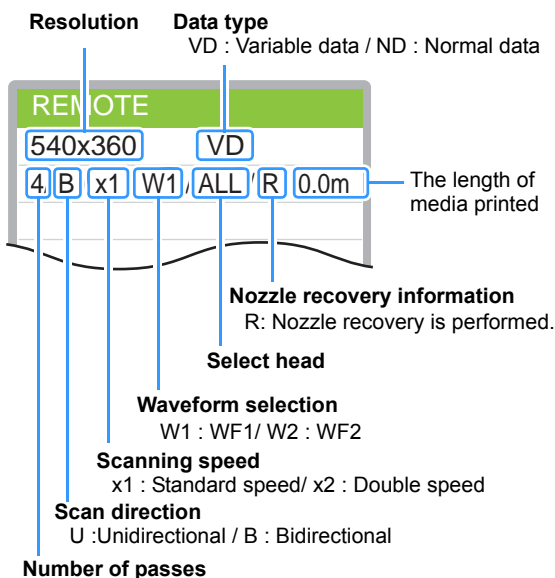 Resolution
Data type
VD : Variable data / ND : Normal data
REMOTE
540x360 VD
4/ B x1 W1/ ALL / R 0.0m
The length of
media printed
Nozzle recovery information
R: Nozzle recovery is performed.
Select head
Waveform selection
W1 : WF1/ W2 : WF2
Scanning speed
x1 : Standard speed/ x2 : Double speed
Scan direction
U :Unidirectional / B : Bidirectional
Number of passes